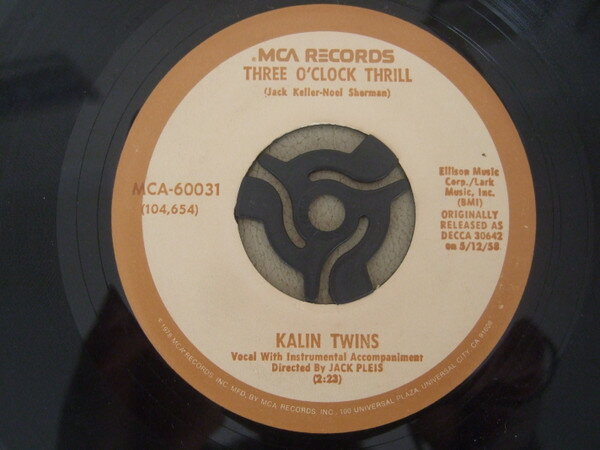 MCA RECORDS
THREE O'CLOCK THRILL
(Jack Keller-Noel Sherman)
MCA-60031
(104,654)
Ellison Music
Corp./Lark
Music, Inc.
(BMI)
ORIGINALLY
RELEASED AS
DECCA 30642
on 5/12/58
KALIN TWINS
Vocal With Instrumental Accompaniment
Directed By JACK PLEIS
(2:23)
MCA RECORDS, INC. MFG. BY MCA RECORDS INC., 100 UNIVERSAL PLAZA, UNIVERSAL CITY, CA 91608